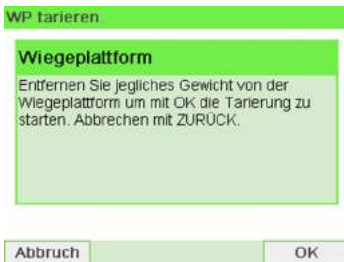 WP tarieren.
Wiegeplattform
Entfernen Sie jegliches Gewicht von der
Wiegeplattform um mit OK die Tarierung zu
starten. Abbrechen mit ZURÜCK.
Abbruch OK